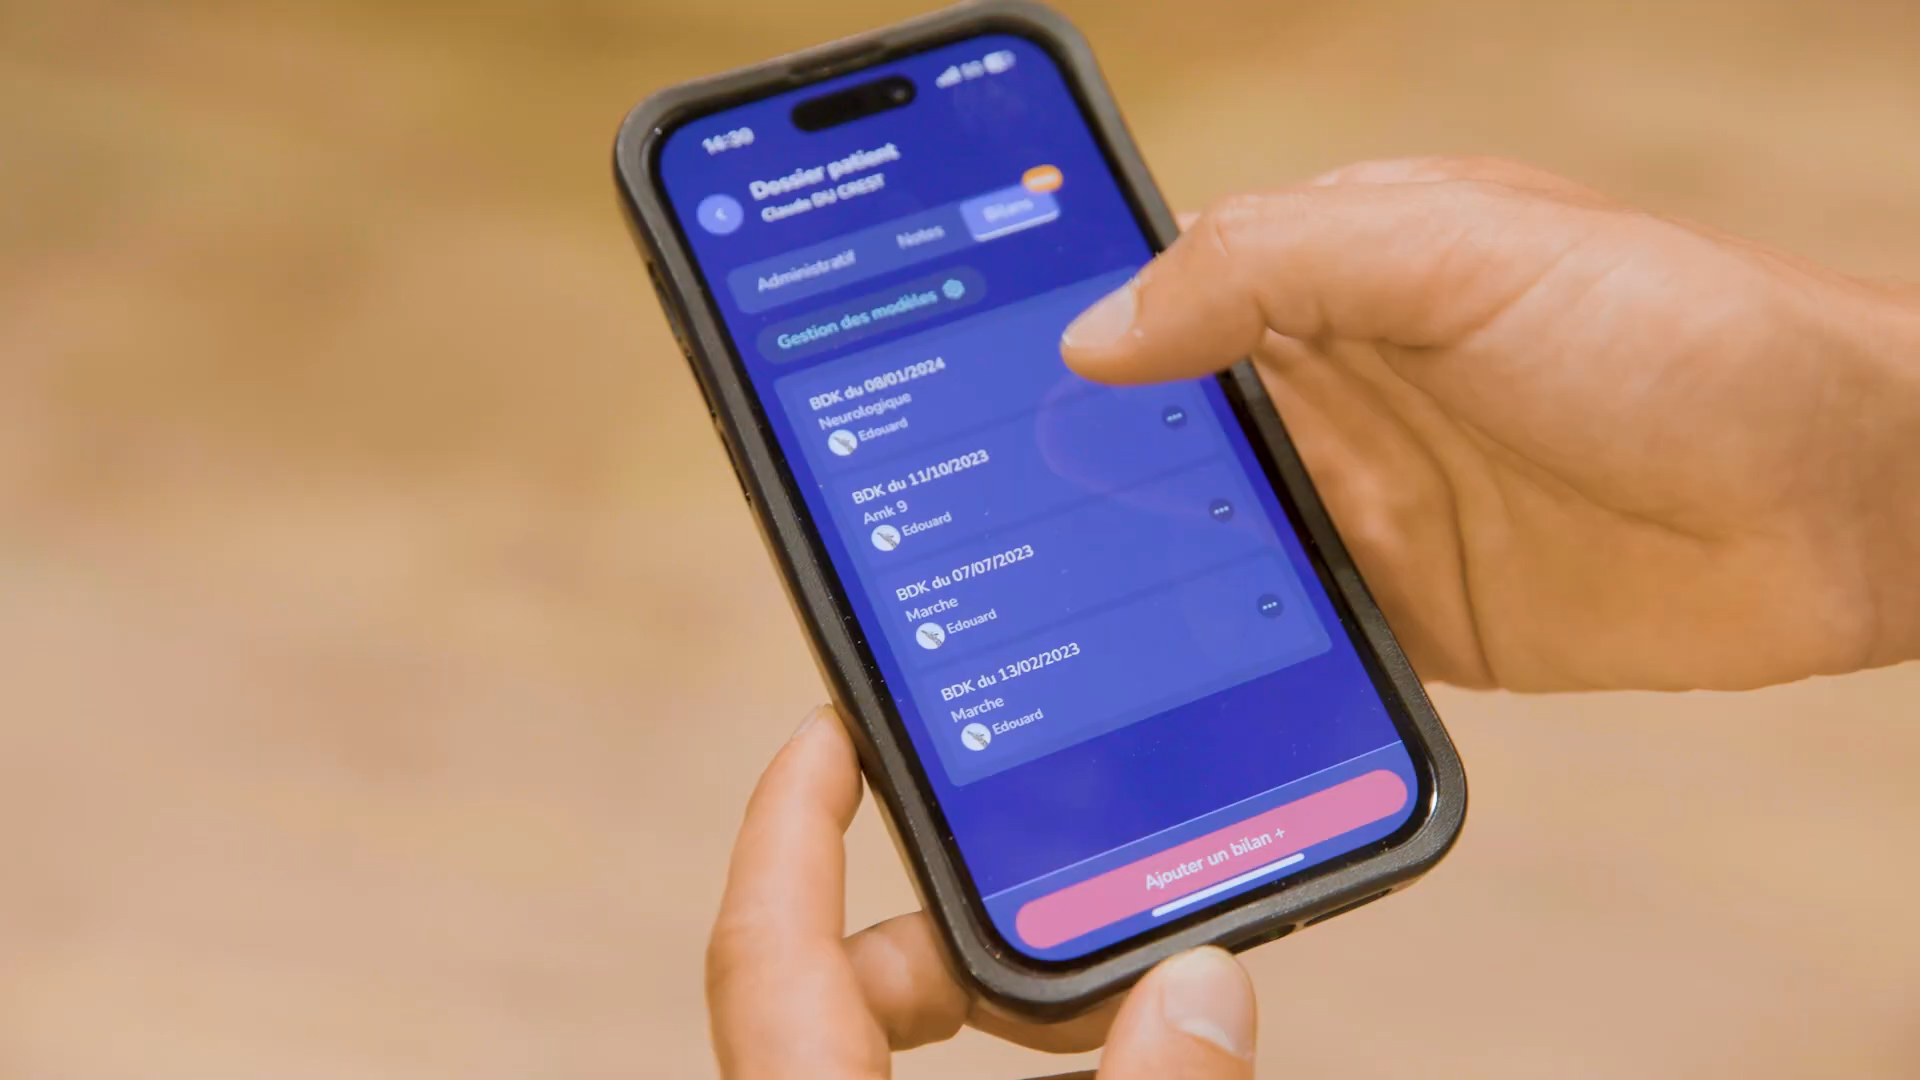 14:30
Dossier patient
Claude DU CREST
Administratif
Notes
Bilans
Gestion des modèles
BDK du 08/01/2024
Neurologique
Edouard
BDK du 11/10/2023
Amk 9
Edouard
BDK du 07/07/2023
Marche
Edouard
BDK du 13/02/2023
Marche
Edouard
Ajouter un bilan +